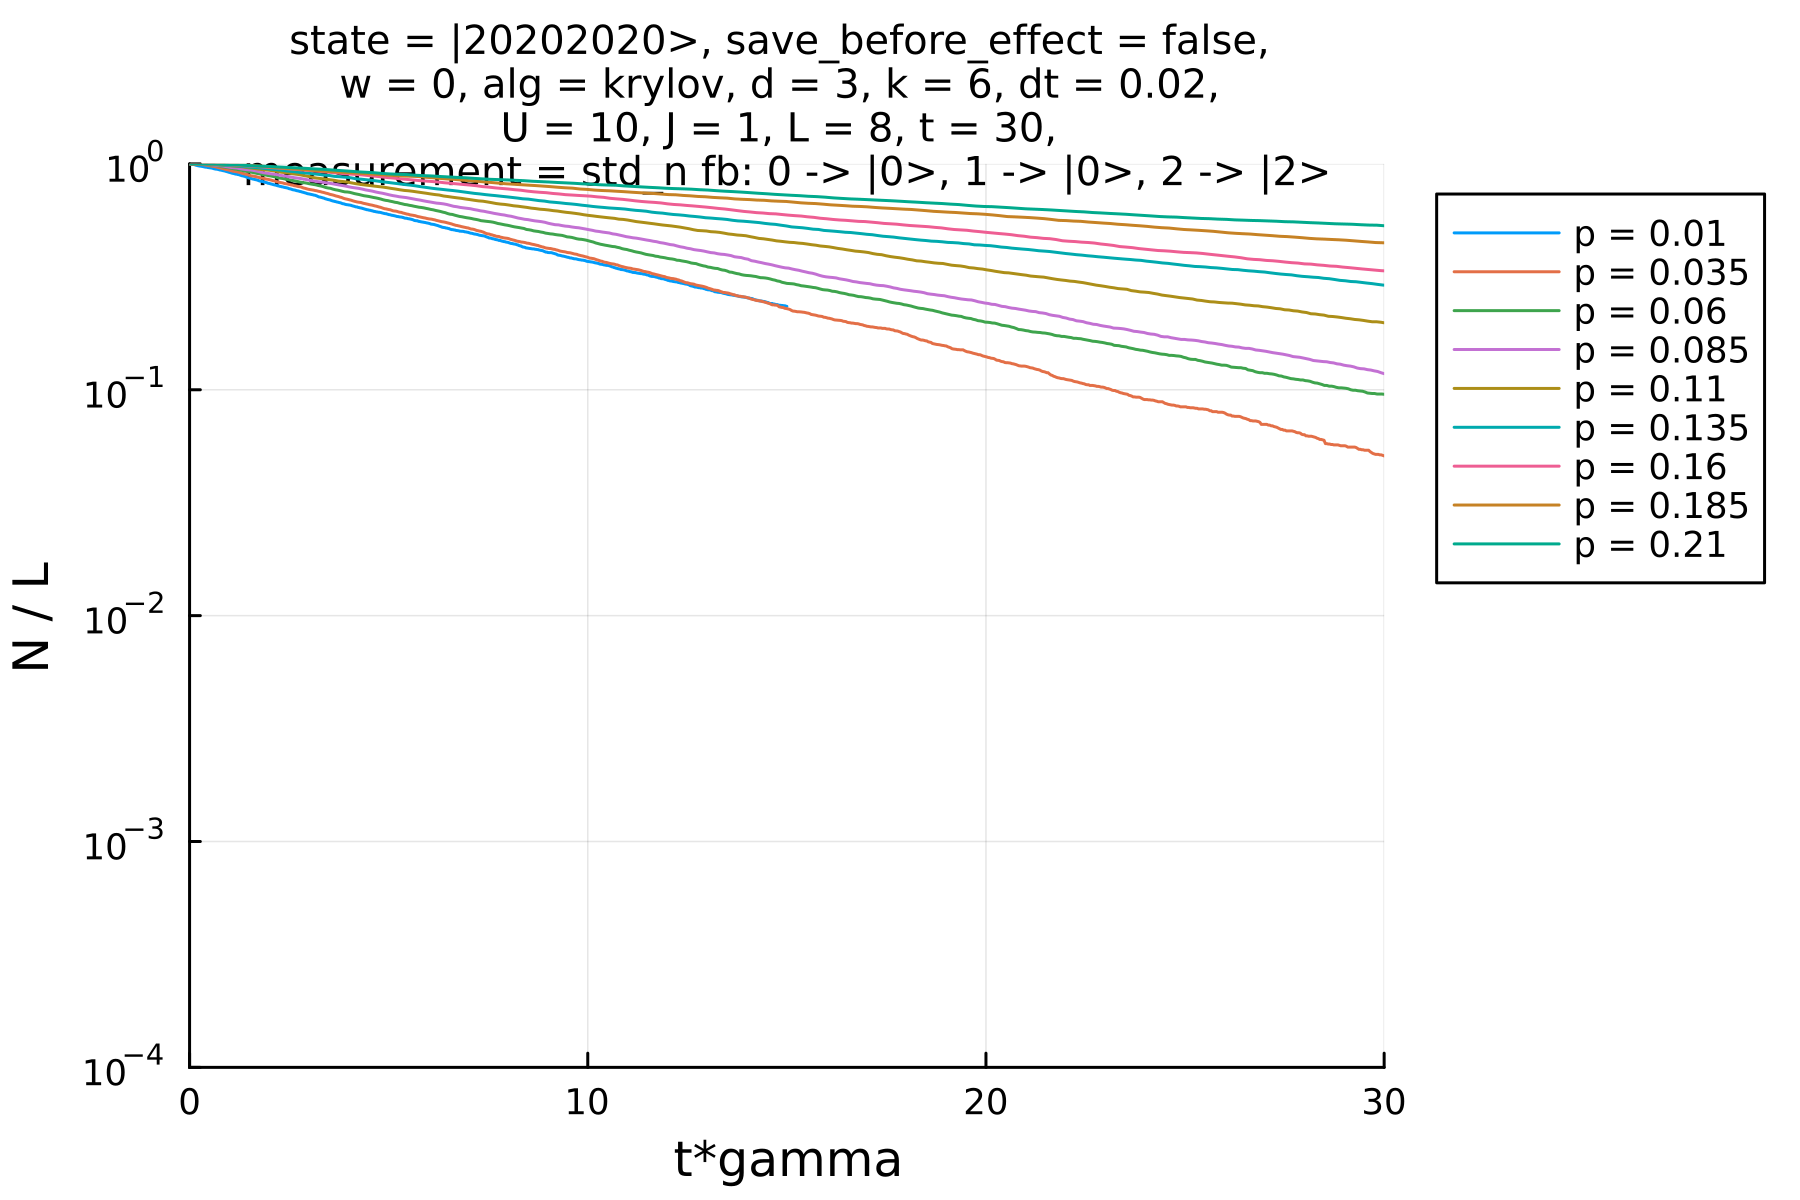 state = |20202020>, save_before_effect = false,
w = 0, alg = krylov, d = 3, k = 6, dt = 0.02,
U = 10, J = 1, L = 8, t = 30,
measurement = std_n fb: 0 -> |0>, 1 -> |0>, 2 -> |2>
10⁰
10⁻¹
10⁻²
10⁻³
10⁻⁴
N / L
0 10 20 30
t*gamma
p = 0.01
p = 0.035
p = 0.06
p = 0.085
p = 0.11
p = 0.135
p = 0.16
p = 0.185
p = 0.21